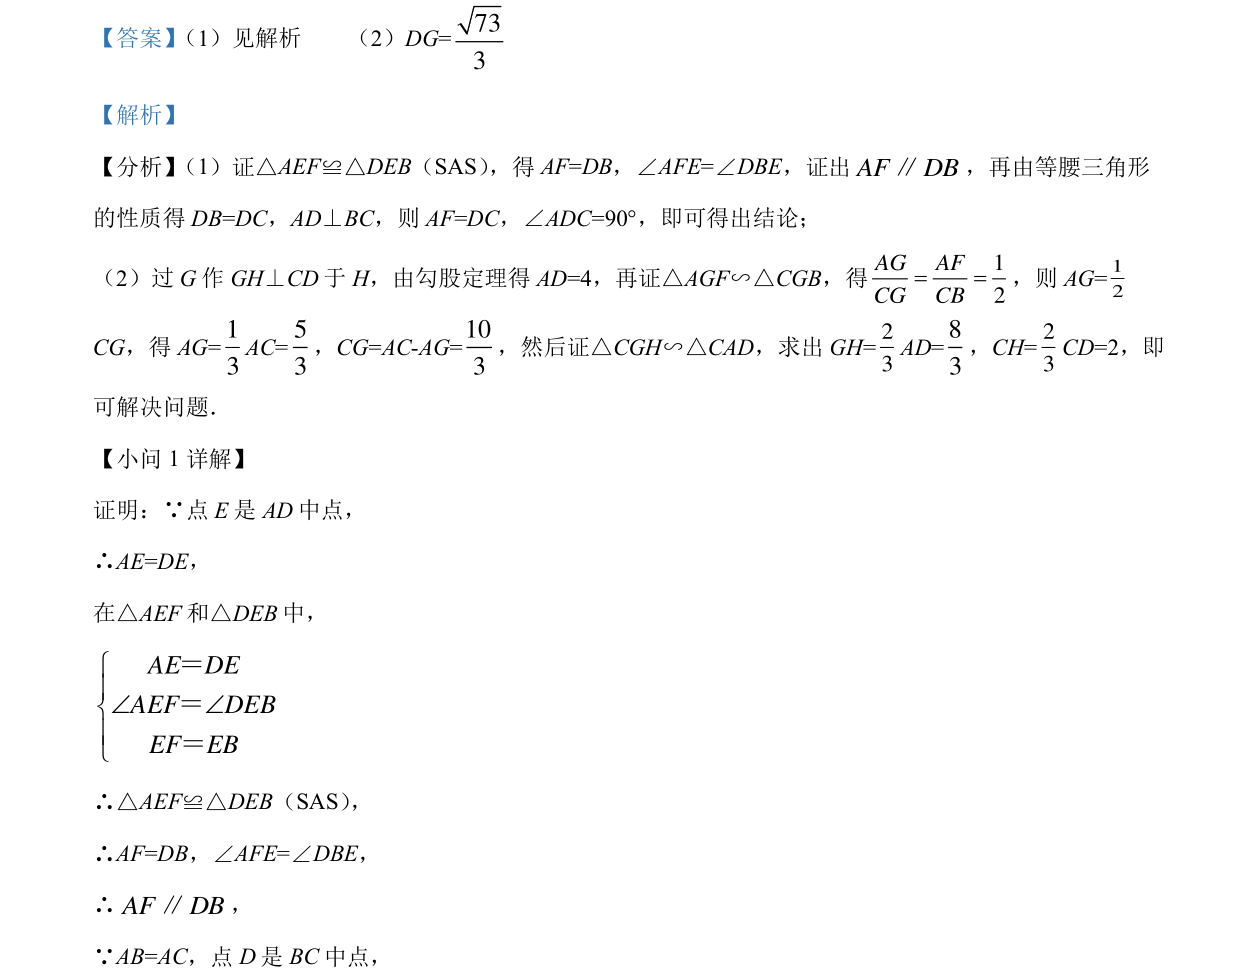 【答案】（1）见解析　　（2）DG=√73/3
【解析】
【分析】（1）证△AEF≌△DEB（SAS），得 AF=DB，∠AFE=∠DBE，证出 AF∥DB，再由等腰三角形
的性质得 DB=DC，AD⊥BC，则 AF=DC，∠ADC=90°，即可得出结论；
（2）过 G 作 GH⊥CD 于 H，由勾股定理得 AD=4，再证△AGF∽△CGB，得 AG/CG=AF/CB=1/2，则 AG=1/2
CG，得 AG=1/3 AC=5/3，CG=AC-AG=10/3，然后证△CGH∽△CAD，求出 GH=2/3 AD=8/3，CH=2/3 CD=2，即
可解决问题．
【小问 1 详解】
证明：∵点 E 是 AD 中点，
∴AE=DE，
在△AEF 和△DEB 中，
AE=DE
∠AEF=∠DEB
EF=EB
∴△AEF≌△DEB（SAS），
∴AF=DB，∠AFE=∠DBE，
∴AF∥DB，
∵AB=AC，点 D 是 BC 中点，